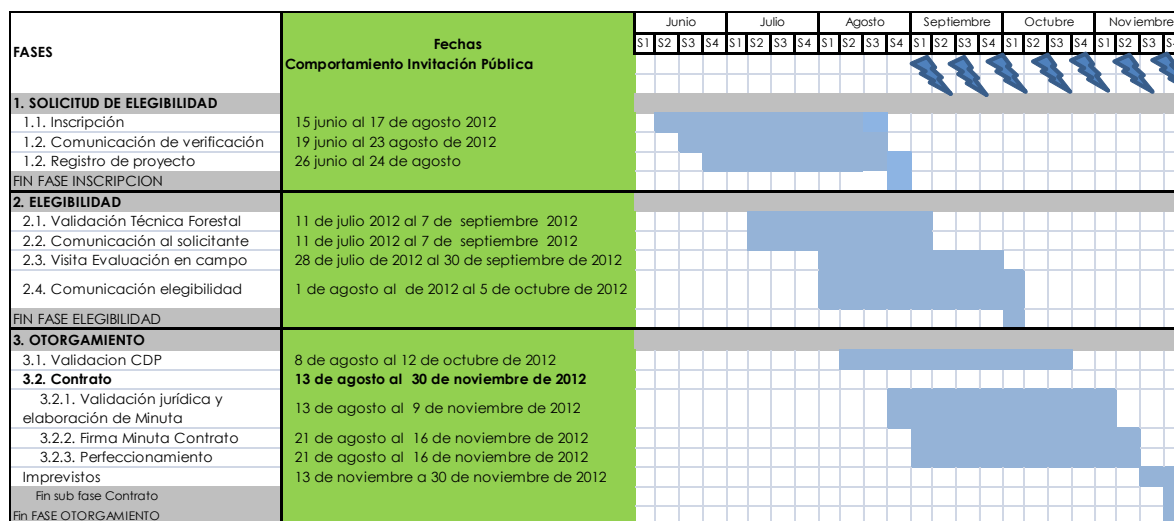 Junio Julio Agosto Septiembre Octubre Noviembre
FASES Fechas S1 S2 S3 S4 S1 S2 S3 S4 S1 S2 S3 S4 S1 S2 S3 S4 S1 S2 S3 S4 S1 S2 S3
Comportamiento Invitación Pública
1. SOLICITUD DE ELEGIBILIDAD
1.1. Inscripción 15 junio al 17 de agosto 2012
1.2. Comunicación de verificación 19 junio al 23 agosto de 2012
1.2. Registro de proyecto 26 junio al 24 de agosto
FIN FASE INSCRIPCION
2. ELEGIBILIDAD
2.1. Validación Técnica Forestal 11 de julio 2012 al 7 de septiembre 2012
2.2. Comunicación al solicitante 11 de julio 2012 al 7 de septiembre 2012
2.3. Visita Evaluación en campo 28 de julio de 2012 al 30 de septiembre de 2012
2.4. Comunicación elegibilidad 1 de agosto al de 2012 al 5 de octubre de 2012
FIN FASE ELEGIBILIDAD
3. OTORGAMIENTO
3.1. Validacion CDP 8 de agosto al 12 de octubre de 2012
3.2. Contrato 13 de agosto al 30 de noviembre de 2012
3.2.1. Validación jurídica y
elaboración de Minuta 13 de agosto al 9 de noviembre de 2012
3.2.2. Firma Minuta Contrato 21 de agosto al 16 de noviembre de 2012
3.2.3. Perfeccionamiento 21 de agosto al 16 de noviembre de 2012
Imprevistos 13 de noviembre a 30 de noviembre de 2012
Fin sub fase Contrato
Fin FASE OTORGAMIENTO